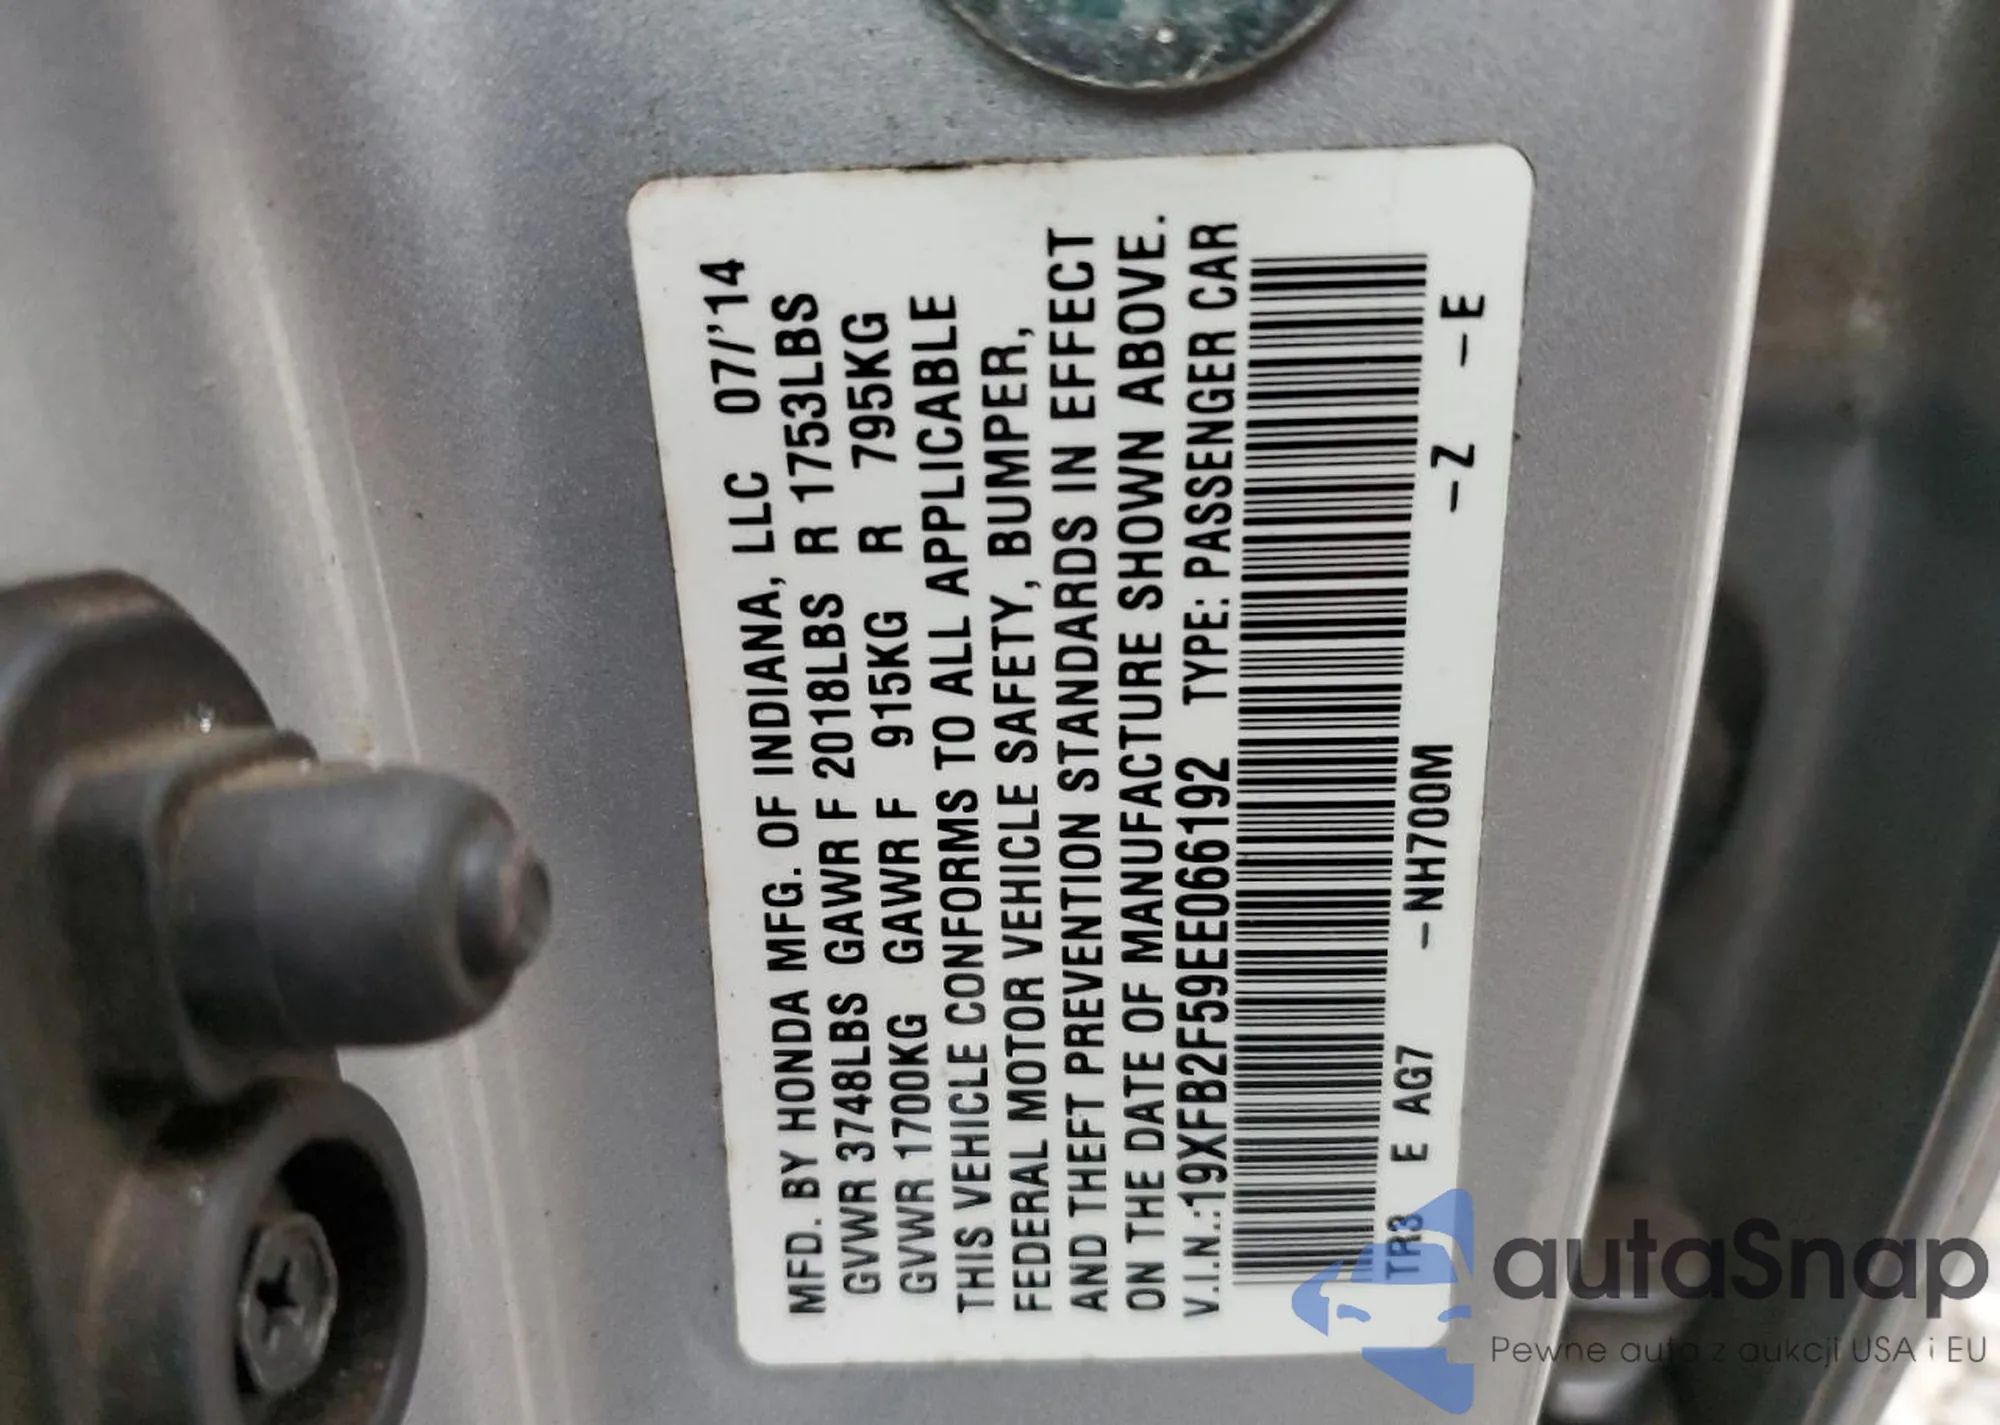 MFD. BY HONDA MFG. OF INDIANA, LLC 07/'14
GVWR 3748LBS GAWR F 2018LBS R 1753LBS
GVWR 1700KG GAWR F 915KG R 795KG
THIS VEHICLE CONFORMS TO ALL APPLICABLE
FEDERAL MOTOR VEHICLE SAFETY, BUMPER,
AND THEFT PREVENTION STANDARDS IN EFFECT
ON THE DATE OF MANUFACTURE SHOWN ABOVE.
V.I.N.:19XFB2F59EE066192 TYPE: PASSENGER CAR
TR3 E AG7 -NH700M -Z -E
autaSnap
Pewne auta z aukcji USA i EU